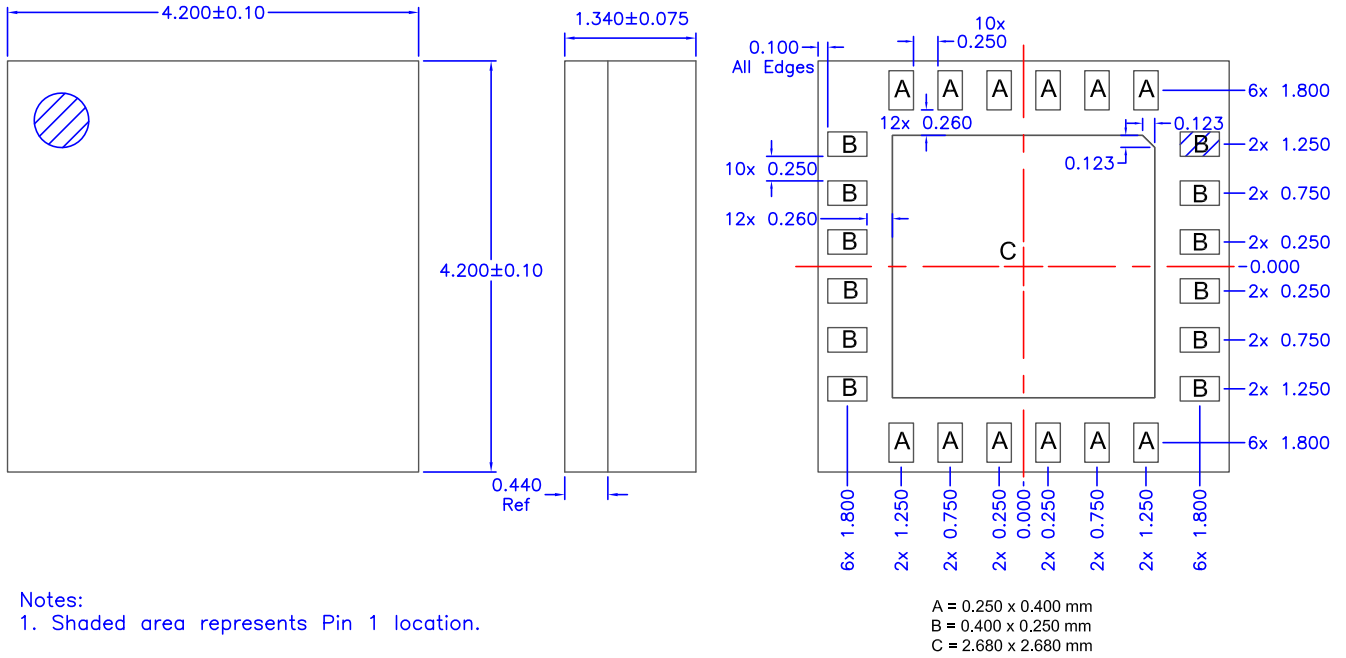 4.200±0.10
1.340±0.075
10x
0.250
0.100
All Edges
A A A A A A
6x 1.800
12x 0.260
0.123
B
B
2x 1.250
0.123
10x 0.250
B
B
2x 0.750
12x 0.260
B
B
2x 0.250
C
0.000
4.200±0.10
B
B
2x 0.250
B
B
2x 0.750
B
B
2x 1.250
A A A A A A
6x 1.800
0.440
Ref
6x 1.800
2x 1.250
2x 0.750
2x 0.250
0.000
2x 0.250
2x 0.750
2x 1.250
6x 1.800
Notes:
1. Shaded area represents Pin 1 location.
A = 0.250 x 0.400 mm
B = 0.400 x 0.250 mm
C = 2.680 x 2.680 mm